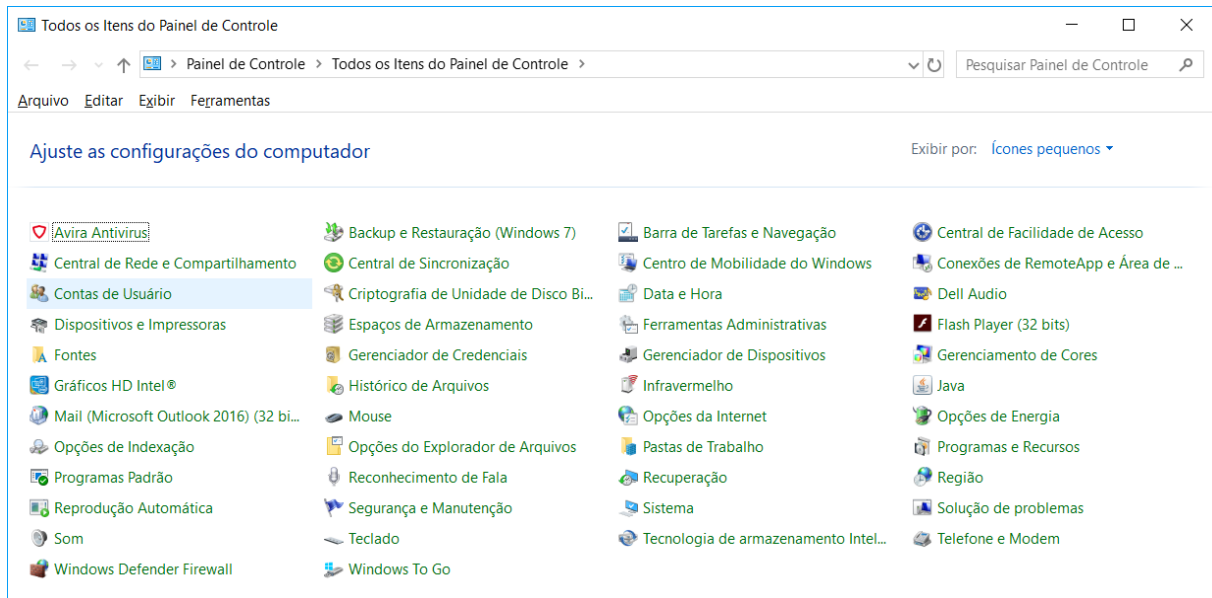 Todos os Itens do Painel de Controle
Painel de Controle > Todos os Itens do Painel de Controle >
Pesquisar Painel de Controle
Arquivo Editar Exibir Ferramentas
Ajuste as configurações do computador
Exibir por: Ícones pequenos
Avira Antivirus Backup e Restauração (Windows 7) Barra de Tarefas e Navegação Central de Facilidade de Acesso
Central de Rede e Compartilhamento Central de Sincronização Centro de Mobilidade do Windows Conexões de RemoteApp e Área de ...
Contas de Usuário Criptografia de Unidade de Disco Bi... Data e Hora Dell Audio
Dispositivos e Impressoras Espaços de Armazenamento Ferramentas Administrativas Flash Player (32 bits)
Fontes Gerenciador de Credenciais Gerenciador de Dispositivos Gerenciamento de Cores
Gráficos HD Intel® Histórico de Arquivos Infravermelho Java
Mail (Microsoft Outlook 2016) (32 bi... Mouse Opções da Internet Opções de Energia
Opções de Indexação Opções do Explorador de Arquivos Pastas de Trabalho Programas e Recursos
Programas Padrão Reconhecimento de Fala Recuperação Região
Reprodução Automática Segurança e Manutenção Sistema Solução de problemas
Som Teclado Tecnologia de armazenamento Intel... Telefone e Modem
Windows Defender Firewall Windows To Go